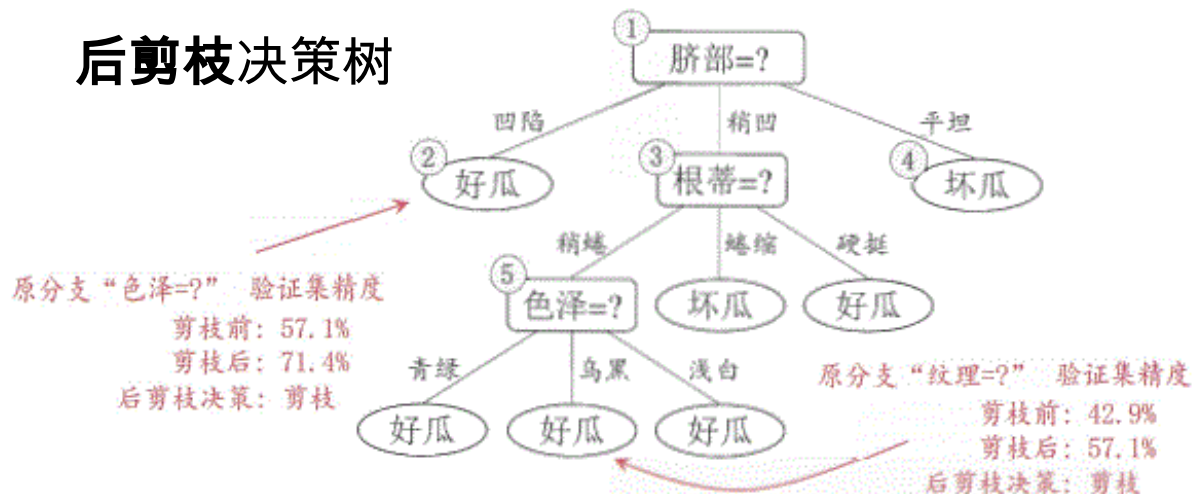 后剪枝决策树
①
脐部=?
凹陷
稍凹
平坦
②
好瓜
③
根蒂=?
④
坏瓜
稍蜷
蜷缩
硬挺
原分支“色泽=?” 验证集精度
剪枝前: 57.1%
剪枝后: 71.4%
后剪枝决策: 剪枝
⑤
色泽=?
坏瓜
好瓜
青绿
乌黑
浅白
好瓜
好瓜
好瓜
原分支“纹理=?” 验证集精度
剪枝前: 42.9%
剪枝后: 57.1%
后剪枝决策: 剪枝